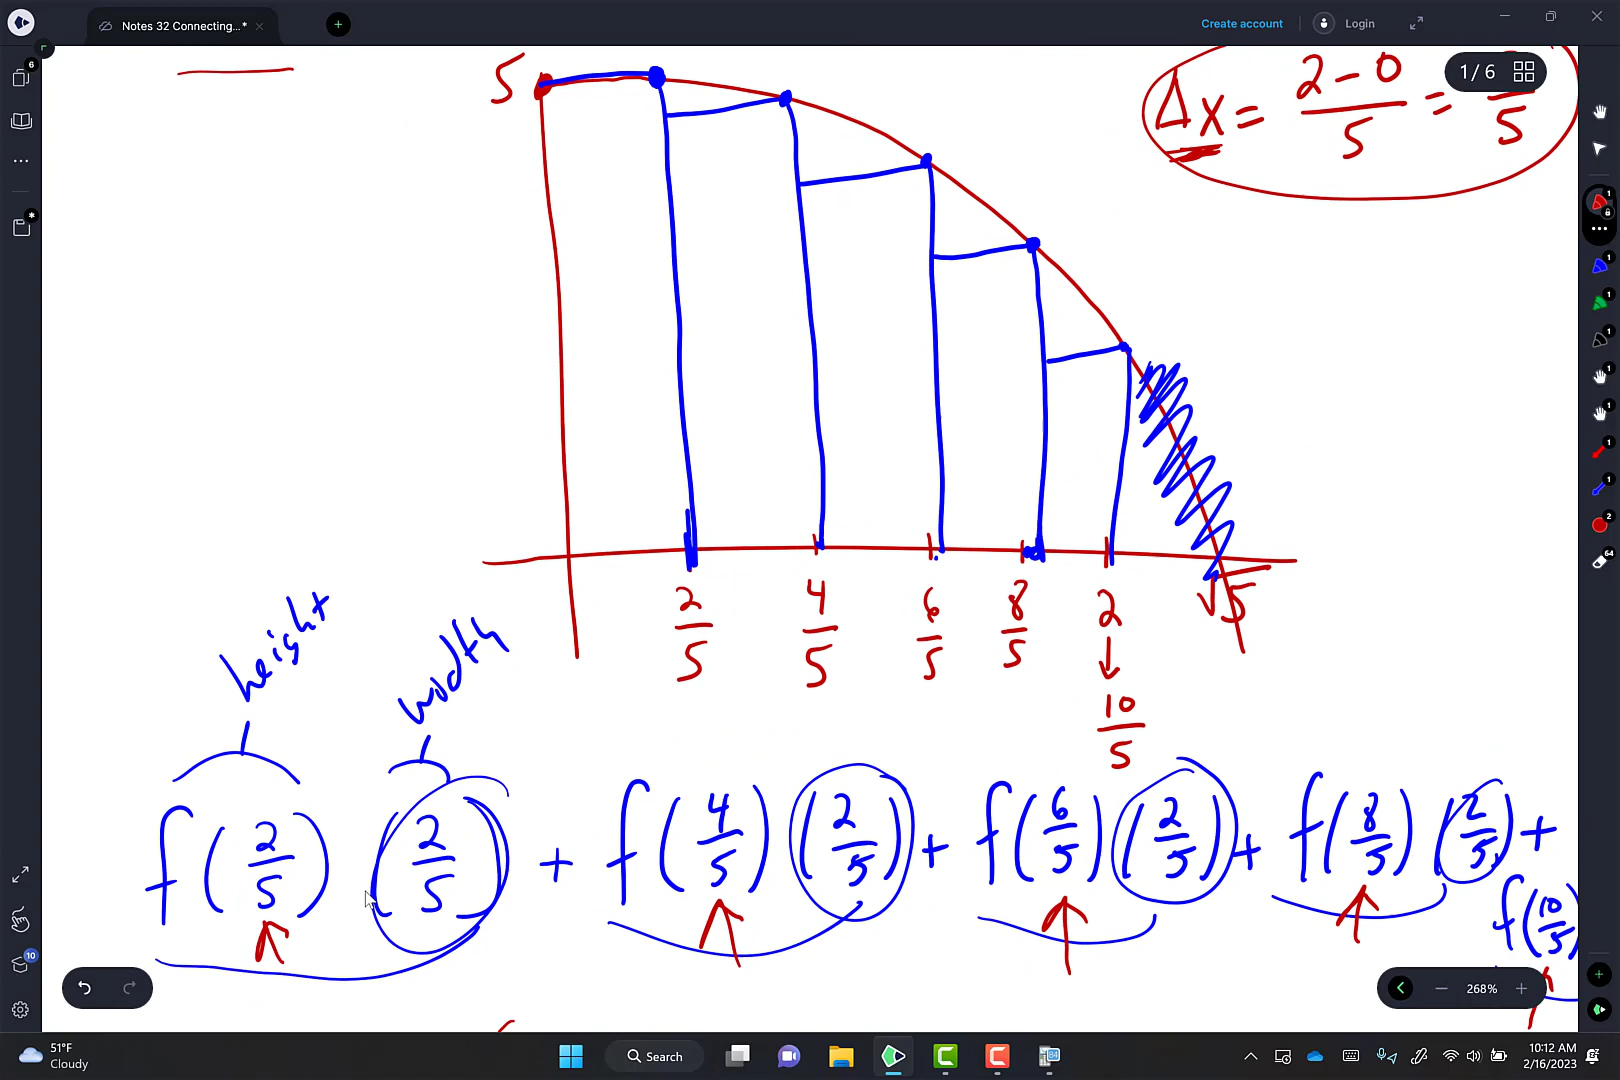 Notes 32 Connecting...*
Create account
Login
6
1 / 6
5
Δx = (2-0)/5 = /5
2/5 4/5 6/5 8/5 2 √5
10/5
height
width
f(2/5)(2/5) + f(4/5)(2/5) + f(6/5)(2/5) + f(8/5)(2/5) +
f(10/5)
10
268%
51°F
Cloudy
Search
10:12 AM
2/16/2023